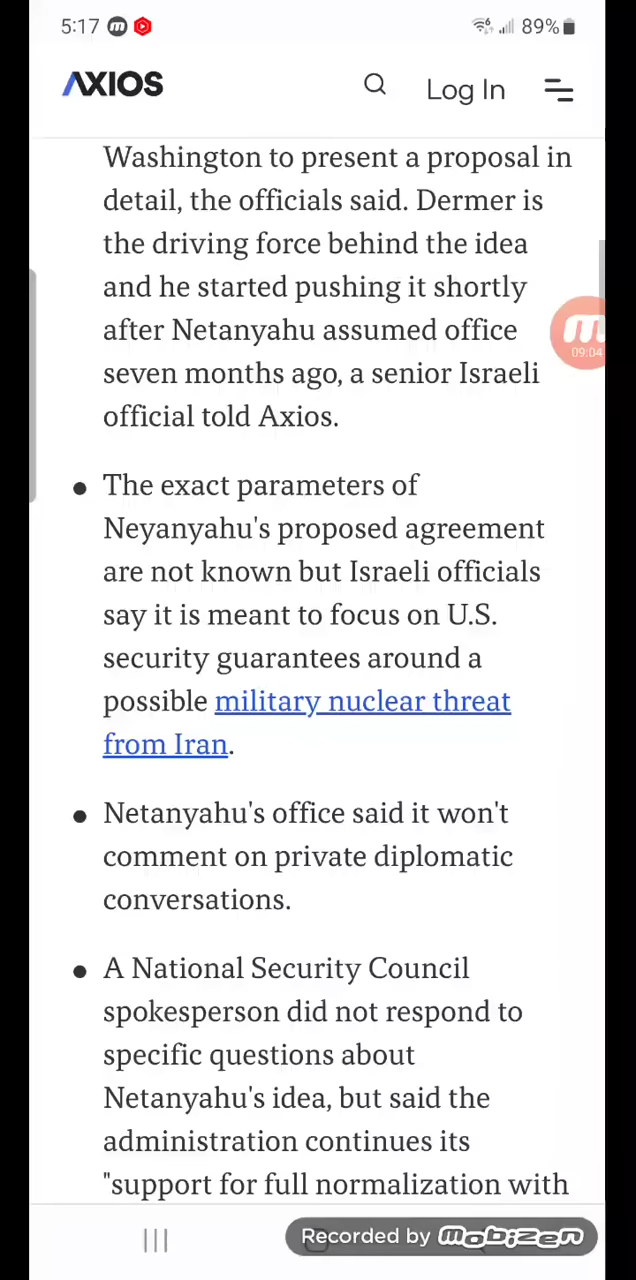 5:17 89%
AXIOS Log In
Washington to present a proposal in
detail, the officials said. Dermer is
the driving force behind the idea
and he started pushing it shortly
after Netanyahu assumed office
seven months ago, a senior Israeli
official told Axios.
09:04
• The exact parameters of
Neyanyahu's proposed agreement
are not known but Israeli officials
say it is meant to focus on U.S.
security guarantees around a
possible military nuclear threat
from Iran.
• Netanyahu's office said it won't
comment on private diplomatic
conversations.
• A National Security Council
spokesperson did not respond to
specific questions about
Netanyahu's idea, but said the
administration continues its
"support for full normalization with
Recorded by mobizen